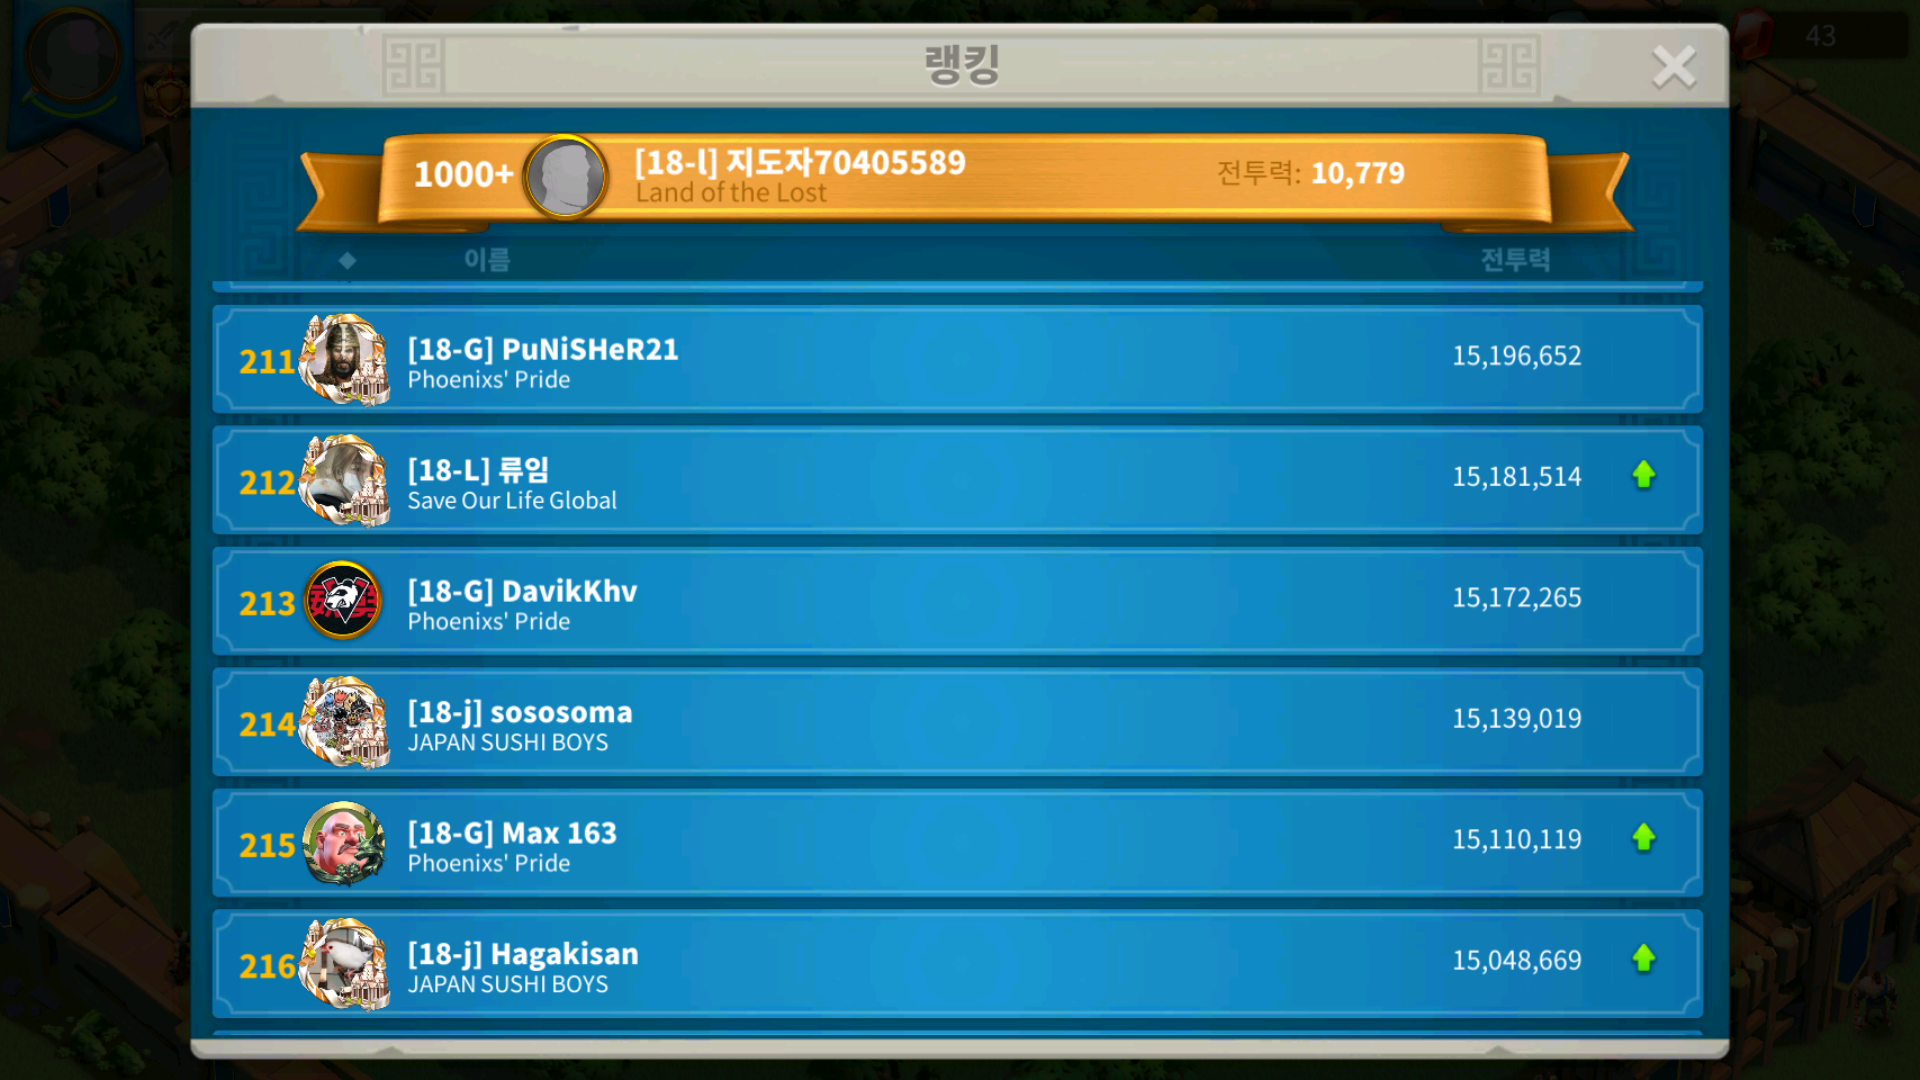 43
랭킹
1000+
[18-l] 지도자70405589
Land of the Lost
전투력: 10,779
이름
전투력
211
[18-G] PuNiSHeR21
Phoenixs' Pride
15,196,652
212
[18-L] 류임
Save Our Life Global
15,181,514
213
[18-G] DavikKhv
Phoenixs' Pride
15,172,265
214
[18-j] sososoma
JAPAN SUSHI BOYS
15,139,019
215
[18-G] Max 163
Phoenixs' Pride
15,110,119
216
[18-j] Hagakisan
JAPAN SUSHI BOYS
15,048,669